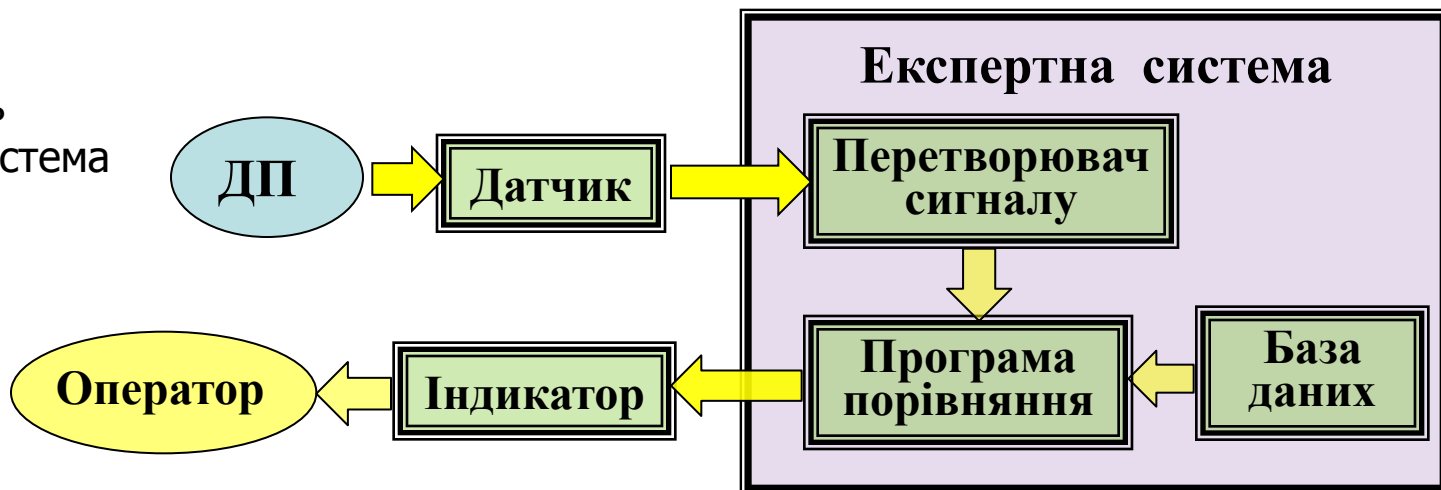 Експертна система
стема
ДП
Датчик
Перетворювач
сигналу
Оператор
Індикатор
Програма
порівняння
База
даних